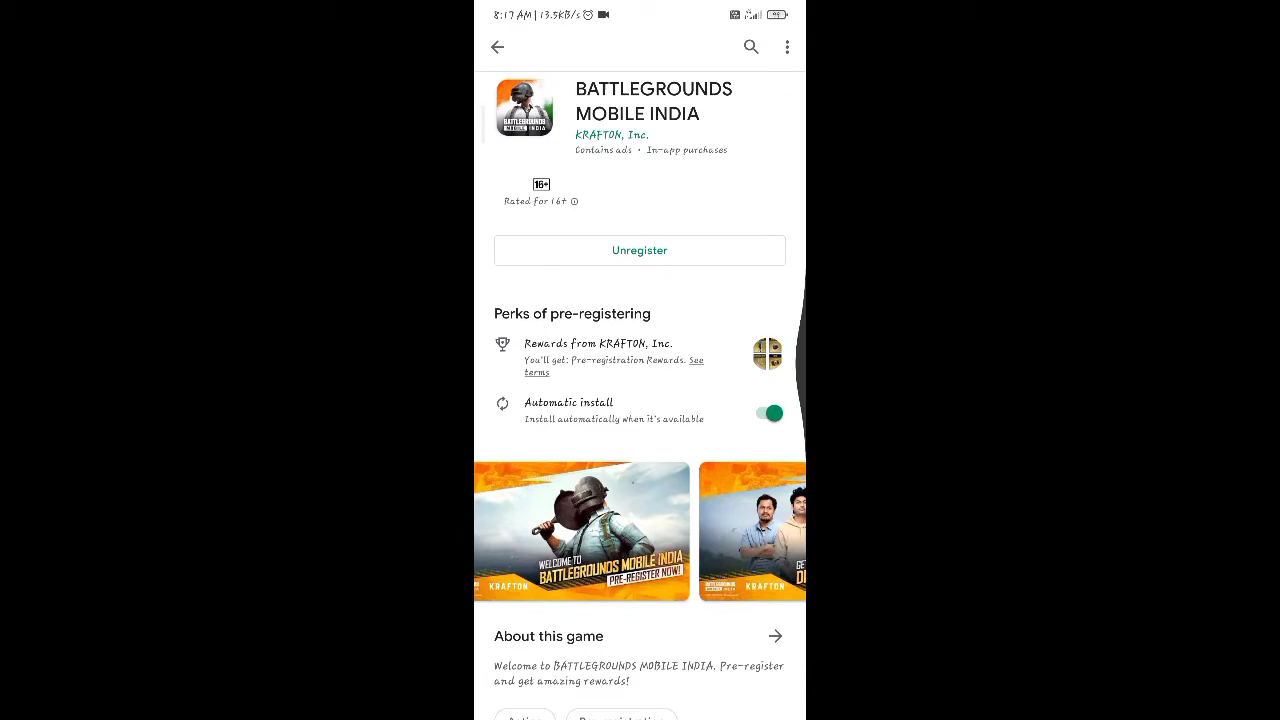 8:17 AM | 13.5KB/s
BATTLEGROUNDS
MOBILE INDIA
KRAFTON, Inc.
Contains ads • In-app purchases
BATTLEGROUNDS
MOBILE INDIA
16+
Rated for 16+
Unregister
Perks of pre-registering
Rewards from KRAFTON, Inc.
You'll get: Pre-registration Rewards. See
terms
Automatic install
Install automatically when it's available
WELCOME TO
BATTLEGROUNDS MOBILE INDIA
PRE-REGISTER NOW!
KRAFTON
KRAFTON
About this game
Welcome to BATTLEGROUNDS MOBILE INDIA. Pre-register
and get amazing rewards!